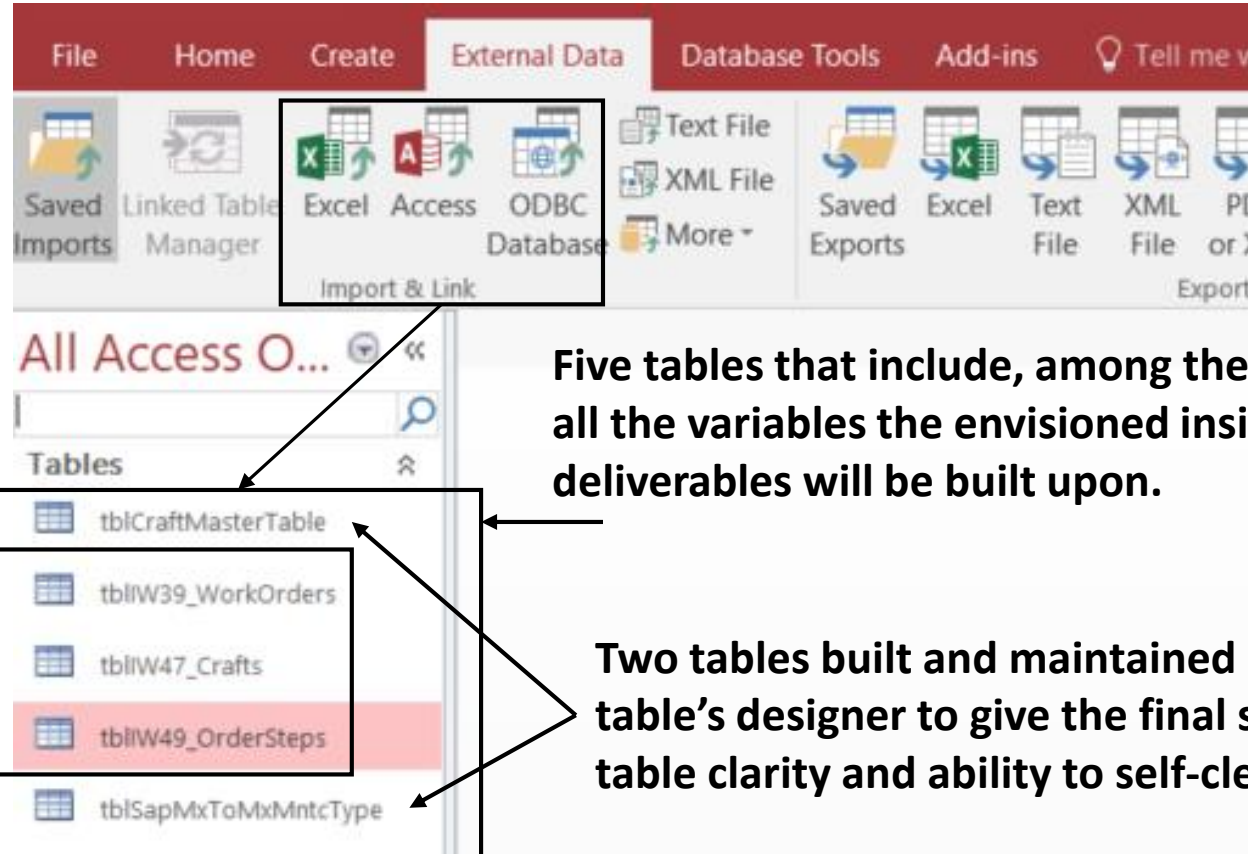 File Home Create External Data Database Tools Add-ins Tell me
Text File
XML File
More
Saved Imports
Linked Table Manager
Excel Access ODBC Database
Saved Exports
Excel
Text File
XML File
or
Import & Link
Export
All Access O...
Tables
tblCraftMasterTable
tblIW39_WorkOrders
tblIW47_Crafts
tblIW49_OrderSteps
tblSapMxToMxMntcType
Five tables that include, among the
all the variables the envisioned insi
deliverables will be built upon.
Two tables built and maintained
table’s designer to give the final s
table clarity and ability to self-cle